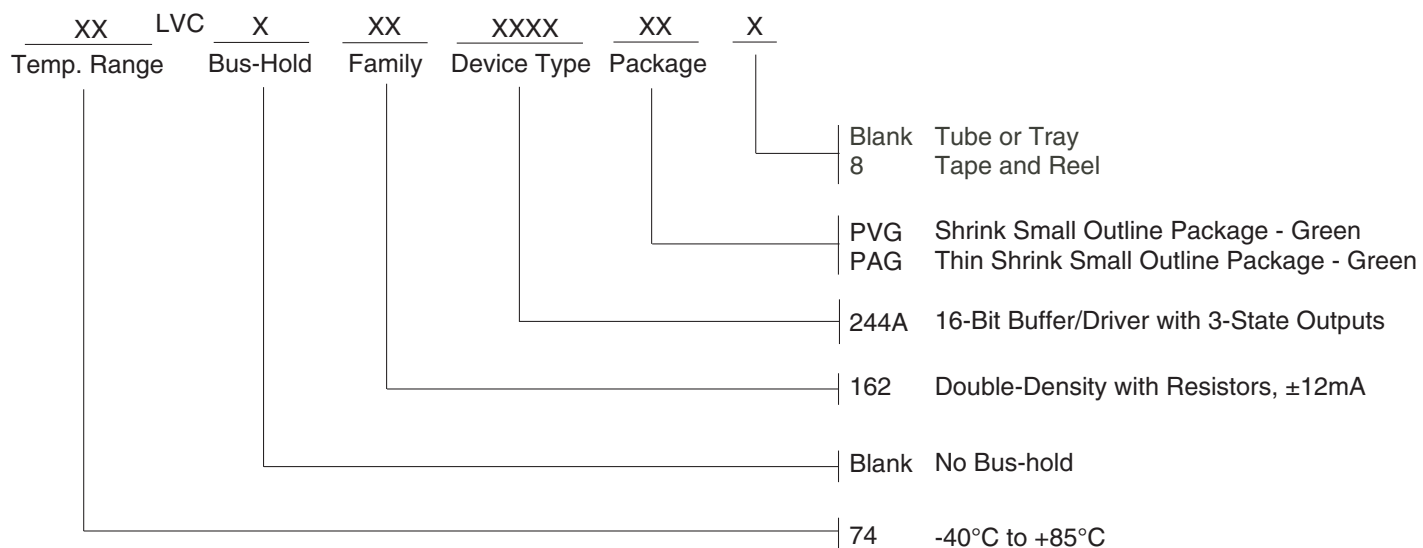 XX LVC X XX XXXX XX X
Temp. Range Bus-Hold Family Device Type Package
Blank Tube or Tray
8 Tape and Reel
PVG Shrink Small Outline Package - Green
PAG Thin Shrink Small Outline Package - Green
244A 16-Bit Buffer/Driver with 3-State Outputs
162 Double-Density with Resistors, ±12mA
Blank No Bus-hold
74 -40°C to +85°C